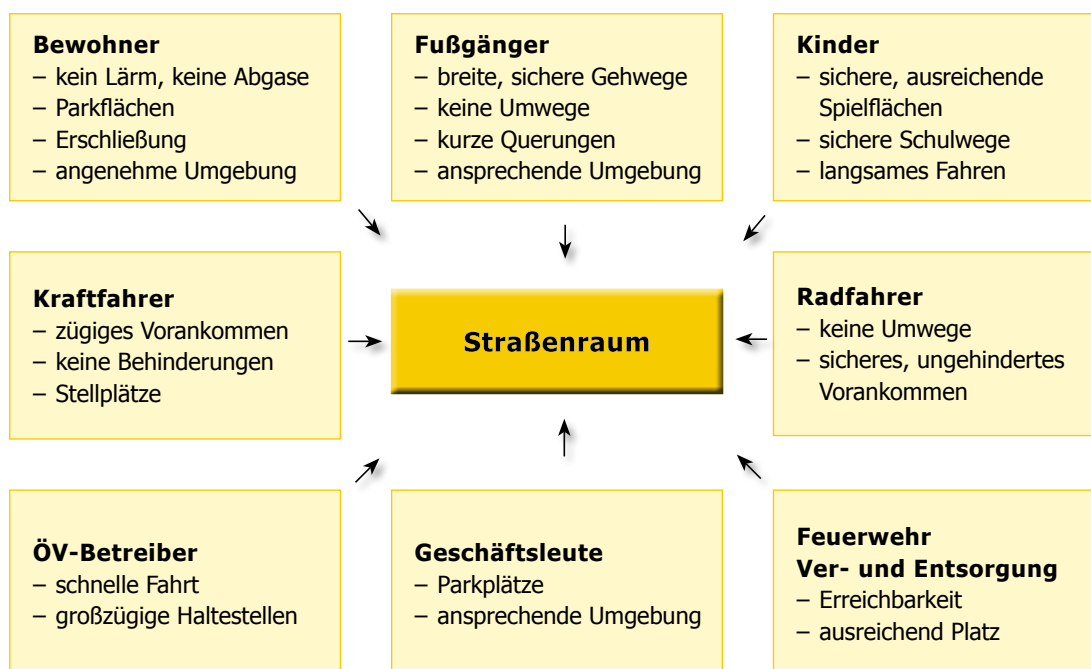 Bewohner
– kein Lärm, keine Abgase
– Parkflächen
– Erschließung
– angenehme Umgebung
Fußgänger
– breite, sichere Gehwege
– keine Umwege
– kurze Querungen
– ansprechende Umgebung
Kinder
– sichere, ausreichende
Spielflächen
– sichere Schulwege
– langsames Fahren
Kraftfahrer
– zügiges Vorankommen
– keine Behinderungen
– Stellplätze
Straßenraum
Radfahrer
– keine Umwege
– sicheres, ungehindertes
Vorankommen
ÖV-Betreiber
– schnelle Fahrt
– großzügige Haltestellen
Geschäftsleute
– Parkplätze
– ansprechende Umgebung
Feuerwehr
Ver- und Entsorgung
– Erreichbarkeit
– ausreichend Platz